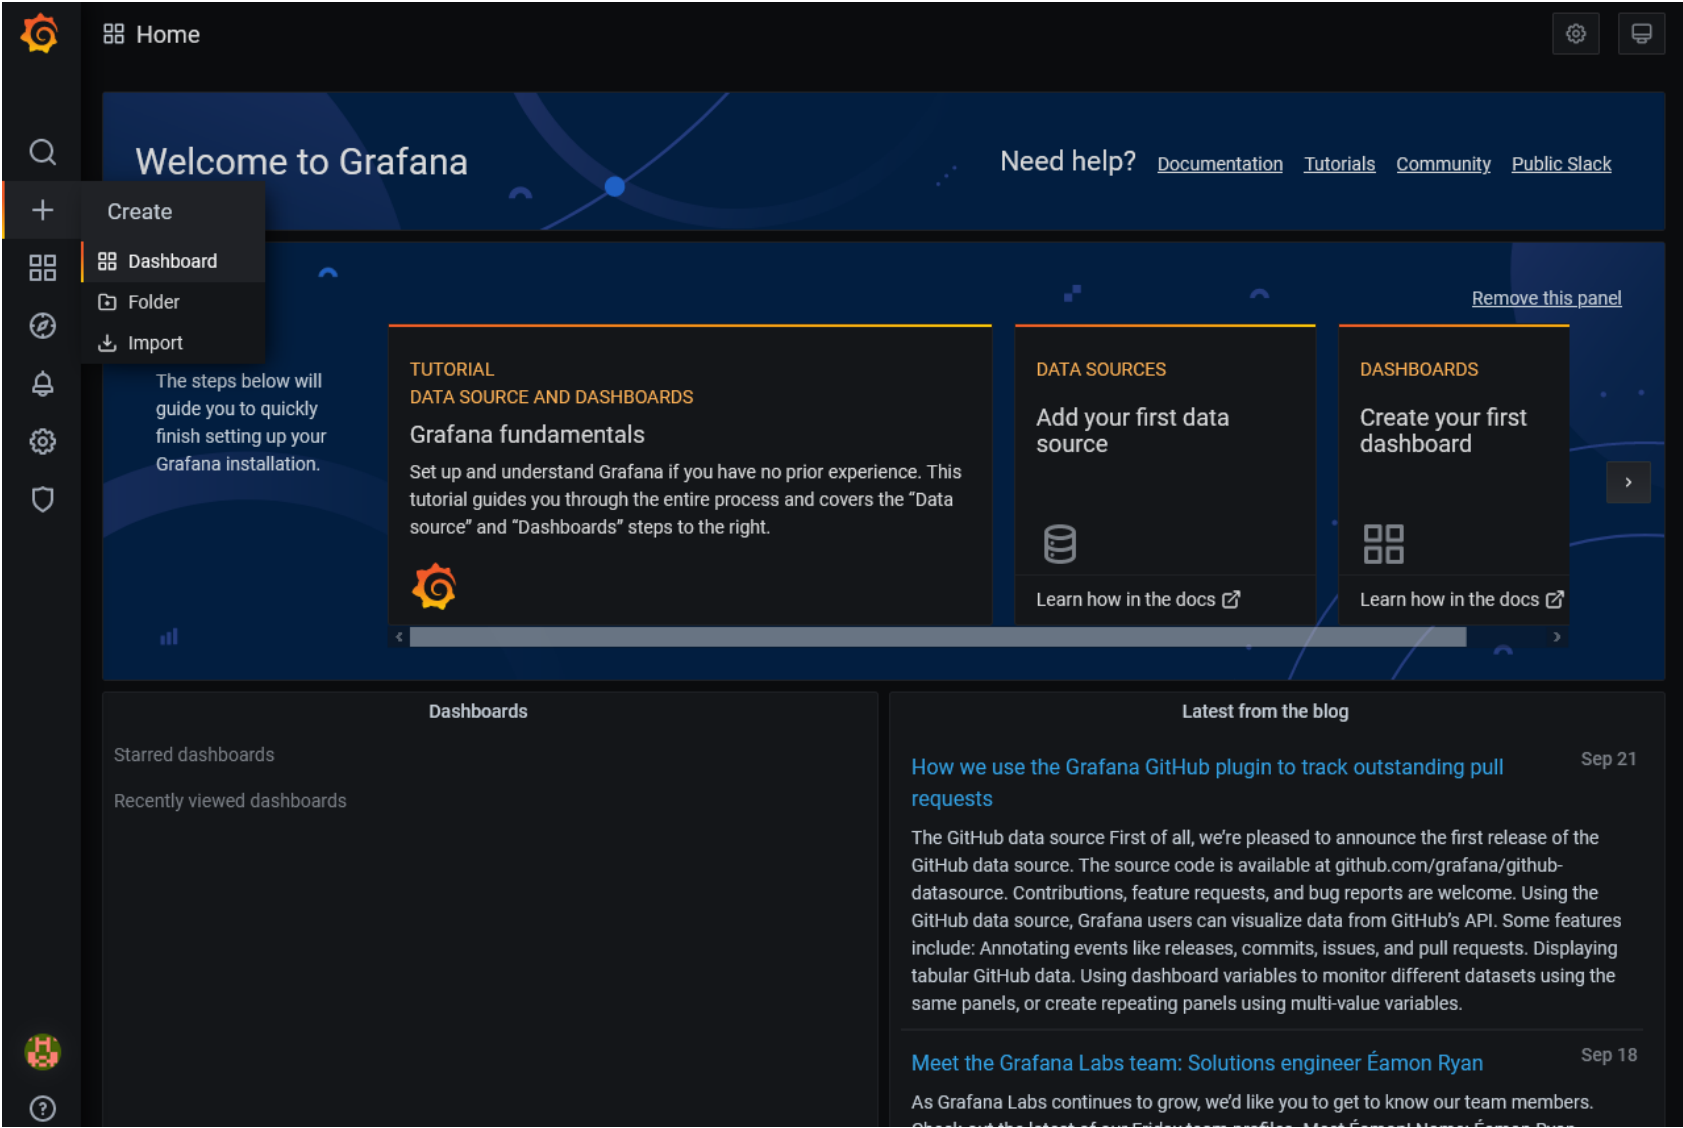 Home
Welcome to Grafana
Need help?
Documentation
Tutorials
Community
Public Slack
Create
Dashboard
Folder
Import
Remove this panel
The steps below will
guide you to quickly
finish setting up your
Grafana installation.
TUTORIAL
DATA SOURCE AND DASHBOARDS
Grafana fundamentals
Set up and understand Grafana if you have no prior experience. This
tutorial guides you through the entire process and covers the “Data
source” and “Dashboards” steps to the right.
DATA SOURCES
Add your first data
source
Learn how in the docs
DASHBOARDS
Create your first
dashboard
Learn how in the docs
Dashboards
Starred dashboards
Recently viewed dashboards
Latest from the blog
How we use the Grafana GitHub plugin to track outstanding pull
requests
Sep 21
The GitHub data source First of all, we’re pleased to announce the first release of the
GitHub data source. The source code is available at github.com/grafana/github-
datasource. Contributions, feature requests, and bug reports are welcome. Using the
GitHub data source, Grafana users can visualize data from GitHub’s API. Some features
include: Annotating events like releases, commits, issues, and pull requests. Displaying
tabular GitHub data. Using dashboard variables to monitor different datasets using the
same panels, or create repeating panels using multi-value variables.
Meet the Grafana Labs team: Solutions engineer Éamon Ryan
Sep 18
As Grafana Labs continues to grow, we’d like you to get to know our team members.